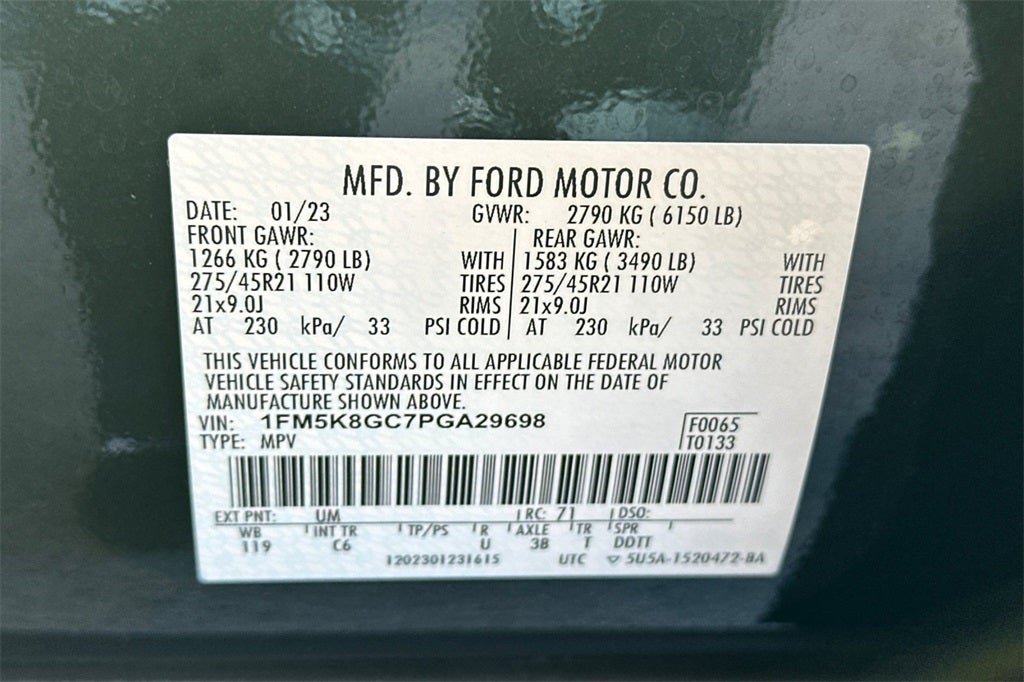 MFD. BY FORD MOTOR CO.
DATE: 01/23 GVWR: 2790 KG ( 6150 LB)
FRONT GAWR: REAR GAWR:
1266 KG ( 2790 LB) WITH 1583 KG ( 3490 LB) WITH
275/45R21 110W TIRES 275/45R21 110W TIRES
21x9.0J RIMS 21x9.0J RIMS
AT 230 kPa/ 33 PSI COLD AT 230 kPa/ 33 PSI COLD
THIS VEHICLE CONFORMS TO ALL APPLICABLE FEDERAL MOTOR
VEHICLE SAFETY STANDARDS IN EFFECT ON THE DATE OF
MANUFACTURE SHOWN ABOVE.
VIN: 1FM5K8GC7PGA29698 F0065
TYPE: MPV T0133
EXT PNT: UM RC: 71 DSO:
WB INT TR TP/PS R AXLE TR SPR
119 C6 U 3B T DDTT
1202301231615 UTC ▽ 5U5A-1520472-BA